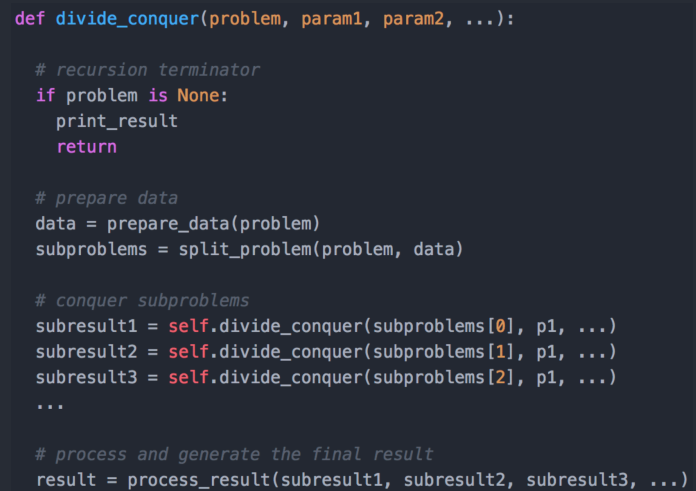 def divide_conquer(problem, param1, param2, ...):
# recursion terminator
if problem is None:
print_result
return
# prepare data
data = prepare_data(problem)
subproblems = split_problem(problem, data)
# conquer subproblems
subresult1 = self.divide_conquer(subproblems[0], p1, ...)
subresult2 = self.divide_conquer(subproblems[1], p1, ...)
subresult3 = self.divide_conquer(subproblems[2], p1, ...)
...
# process and generate the final result
result = process_result(subresult1, subresult2, subresult3, ...)